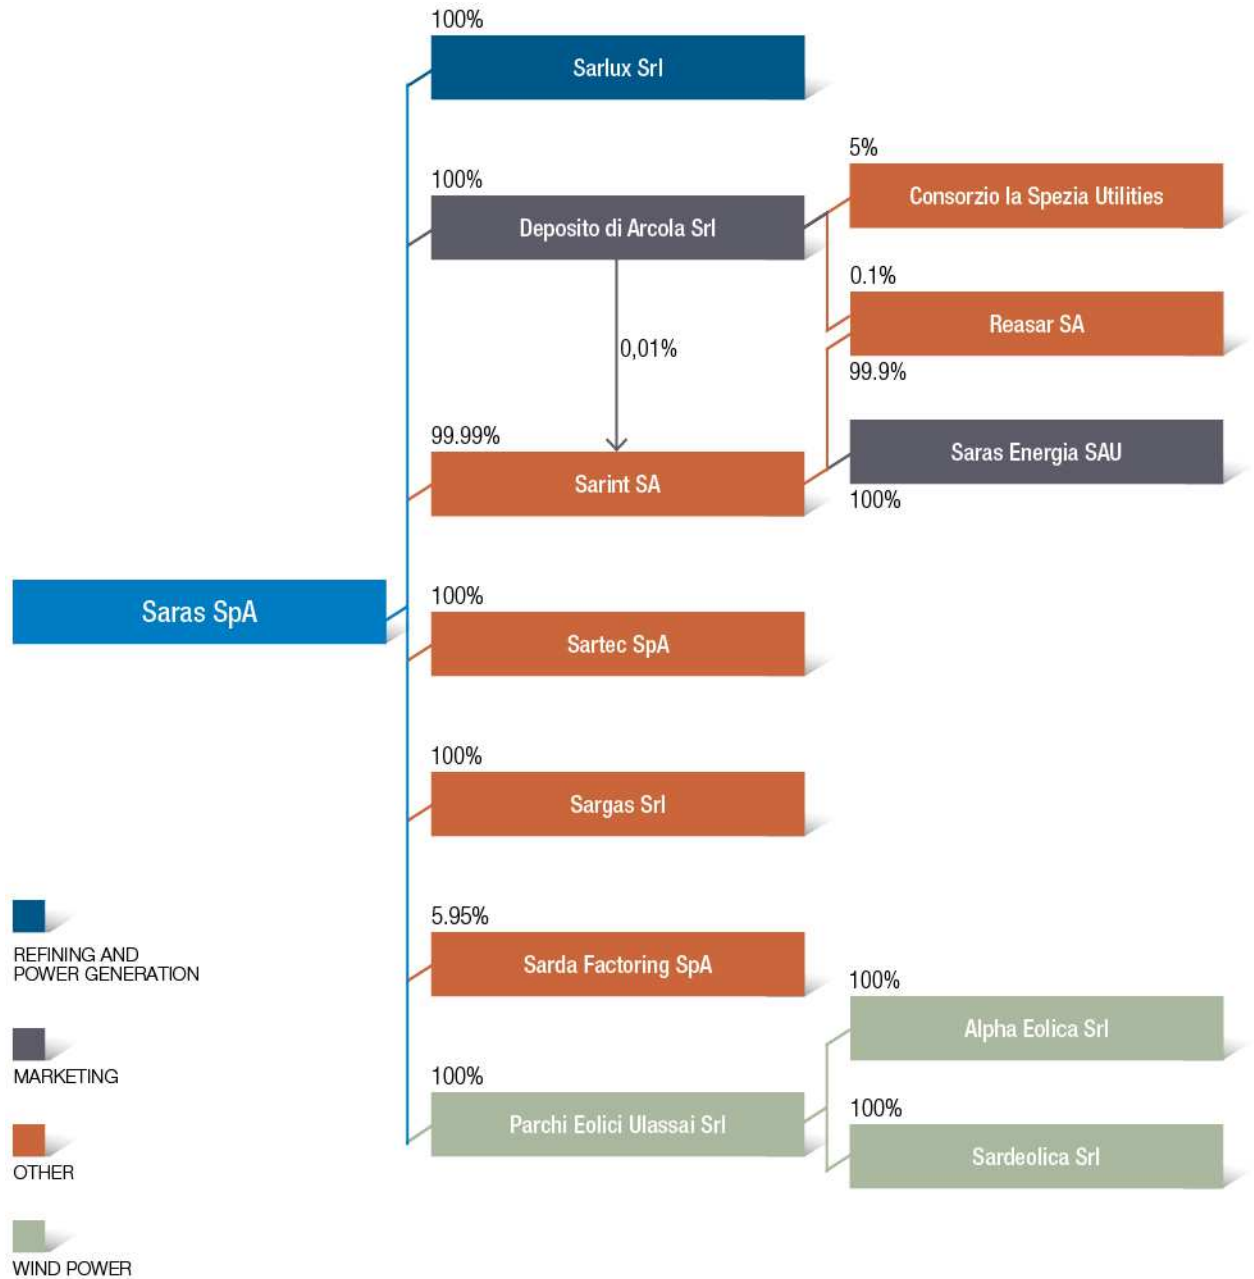 100%
Sarlux Srl
5%
Consorzio la Spezia Utilities
100%
Deposito di Arcola Srl
0.1%
Reasar SA
99.9%
0,01%
99.99%
Sarint SA
Saras Energia SAU
100%
Saras SpA
100%
Sartec SpA
100%
Sargas Srl
5.95%
Sarda Factoring SpA
100%
Alpha Eolica Srl
100%
Parchi Eolici Ulassai Srl
100%
Sardeolica Srl
REFINING AND
POWER GENERATION
MARKETING
OTHER
WIND POWER